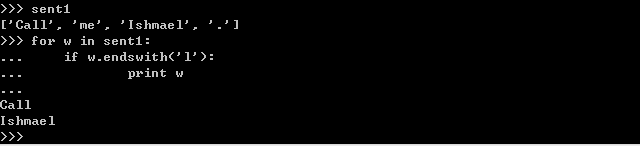 >>> sent1
['Call', 'me', 'Ishmael', '.']
>>> for w in sent1:
...     if w.endswith('l'):
...             print w
...
Call
Ishmael
>>>